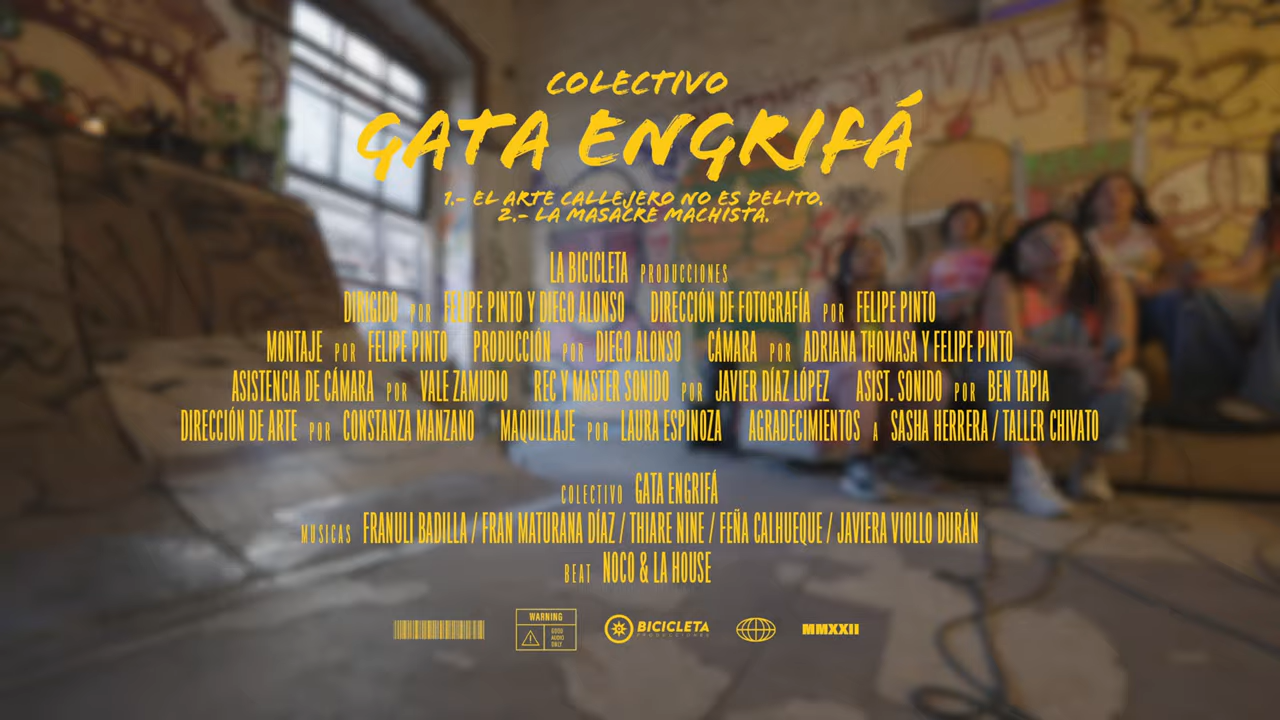 COLECTIVO
GATA ENGRIFÁ
1.- EL ARTE CALLEJERO NO ES DELITO.
2.- LA MASACRE MACHISTA.
LA BICICLETA PRODUCCIONES
DIRIGIDO POR FELIPE PINTO Y DIEGO ALONSO DIRECCIÓN DE FOTOGRAFÍA POR FELIPE PINTO
MONTAJE POR FELIPE PINTO PRODUCCIÓN POR DIEGO ALONSO CÁMARA POR ADRIANA THOMASA Y FELIPE PINTO
ASISTENCIA DE CÁMARA POR VALE ZAMUDIO REC Y MASTER SONIDO POR JAVIER DÍAZ LÓPEZ ASIST. SONIDO POR BEN TAPIA
DIRECCIÓN DE ARTE POR CONSTANZA MANZANO MAQUILLAJE POR LAURA ESPINOZA AGRADECIMIENTOS A SASHA HERRERA / TALLER CHIVATO
COLECTIVO GATA ENGRIFÁ
MUSICAS FRANULI BADILLA / FRAN MATURANA DÍAZ / THIARE NINE / FEÑA CALHUEQUE / JAVIERA VIOLLO DURÁN
BEAT NOCO & LA HOUSE
WARNING
GOOD
AUDIO
ONLY
BICICLETA
PRODUCCIONES
MMXXII